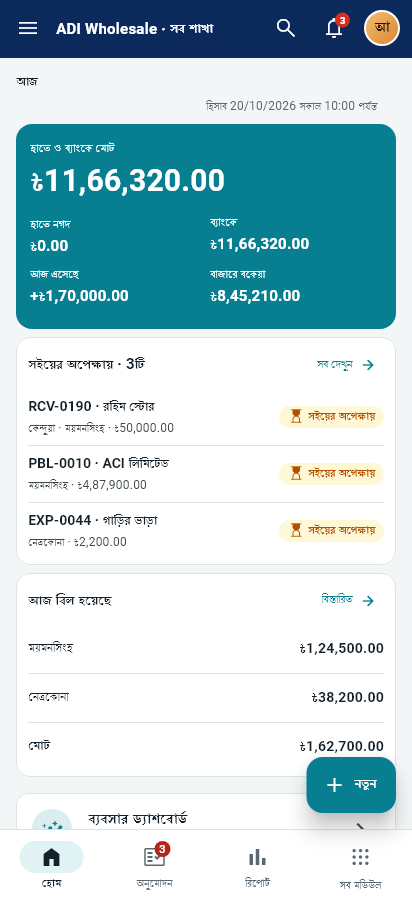 ADI Wholesale · সব শাখা
3
আ
আজ
হিসাব 20/10/2026 সকাল 10:00 পর্যন্ত
হাতে ও ব্যাংকে মোট
৳11,66,320.00
হাতে নগদ
ব্যাংকে
৳0.00
৳11,66,320.00
আজ এসেছে
বাজারে বকেয়া
+৳1,70,000.00
৳8,45,210.00
সইয়ের অপেক্ষায় · 3টি
সব দেখুন
RCV-0190 · রহিম স্টোর
কেন্দুয়া · ময়মনসিংহ · ৳50,000.00
সইয়ের অপেক্ষায়
PBL-0010 · ACI লিমিটেড
ময়মনসিংহ · ৳4,87,900.00
সইয়ের অপেক্ষায়
EXP-0044 · গাড়ির ভাড়া
নেত্রকোনা · ৳2,200.00
সইয়ের অপেক্ষায়
আজ বিল হয়েছে
বিস্তারিত
ময়মনসিংহ
৳1,24,500.00
নেত্রকোনা
৳38,200.00
মোট
৳1,62,700.00
নতুন
ব্যবসার ড্যাশবোর্ড
3
হোম
অনুমোদন
রিপোর্ট
সব মডিউল